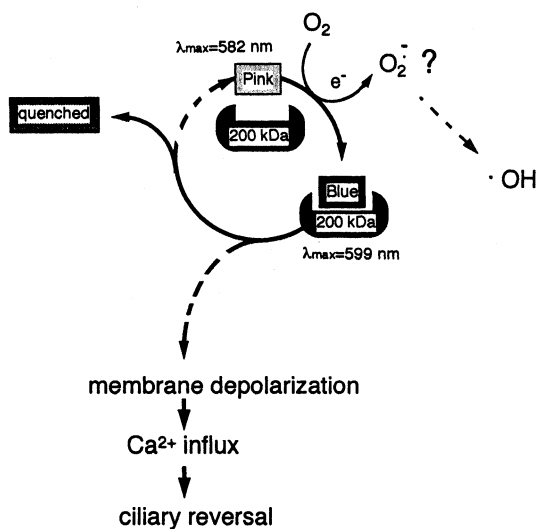 O₂
λmax=582 nm
O₂⁻· ?
Pink
e⁻
quenched
200 kDa
· OH
Blue
200 kDa
λmax=599 nm
membrane depolarization
Ca²⁺ influx
ciliary reversal